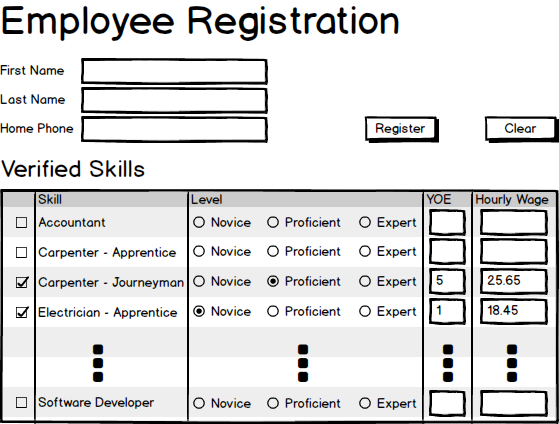 Employee Registration
First Name
Last Name
Home Phone Register Clear
Verified Skills
Skill Level YOE Hourly Wage
Accountant Novice Proficient Expert
Carpenter - Apprentice Novice Proficient Expert
Carpenter - Journeyman Novice Proficient Expert 5 25.65
Electrician - Apprentice Novice Proficient Expert 1 18.45
Software Developer Novice Proficient Expert